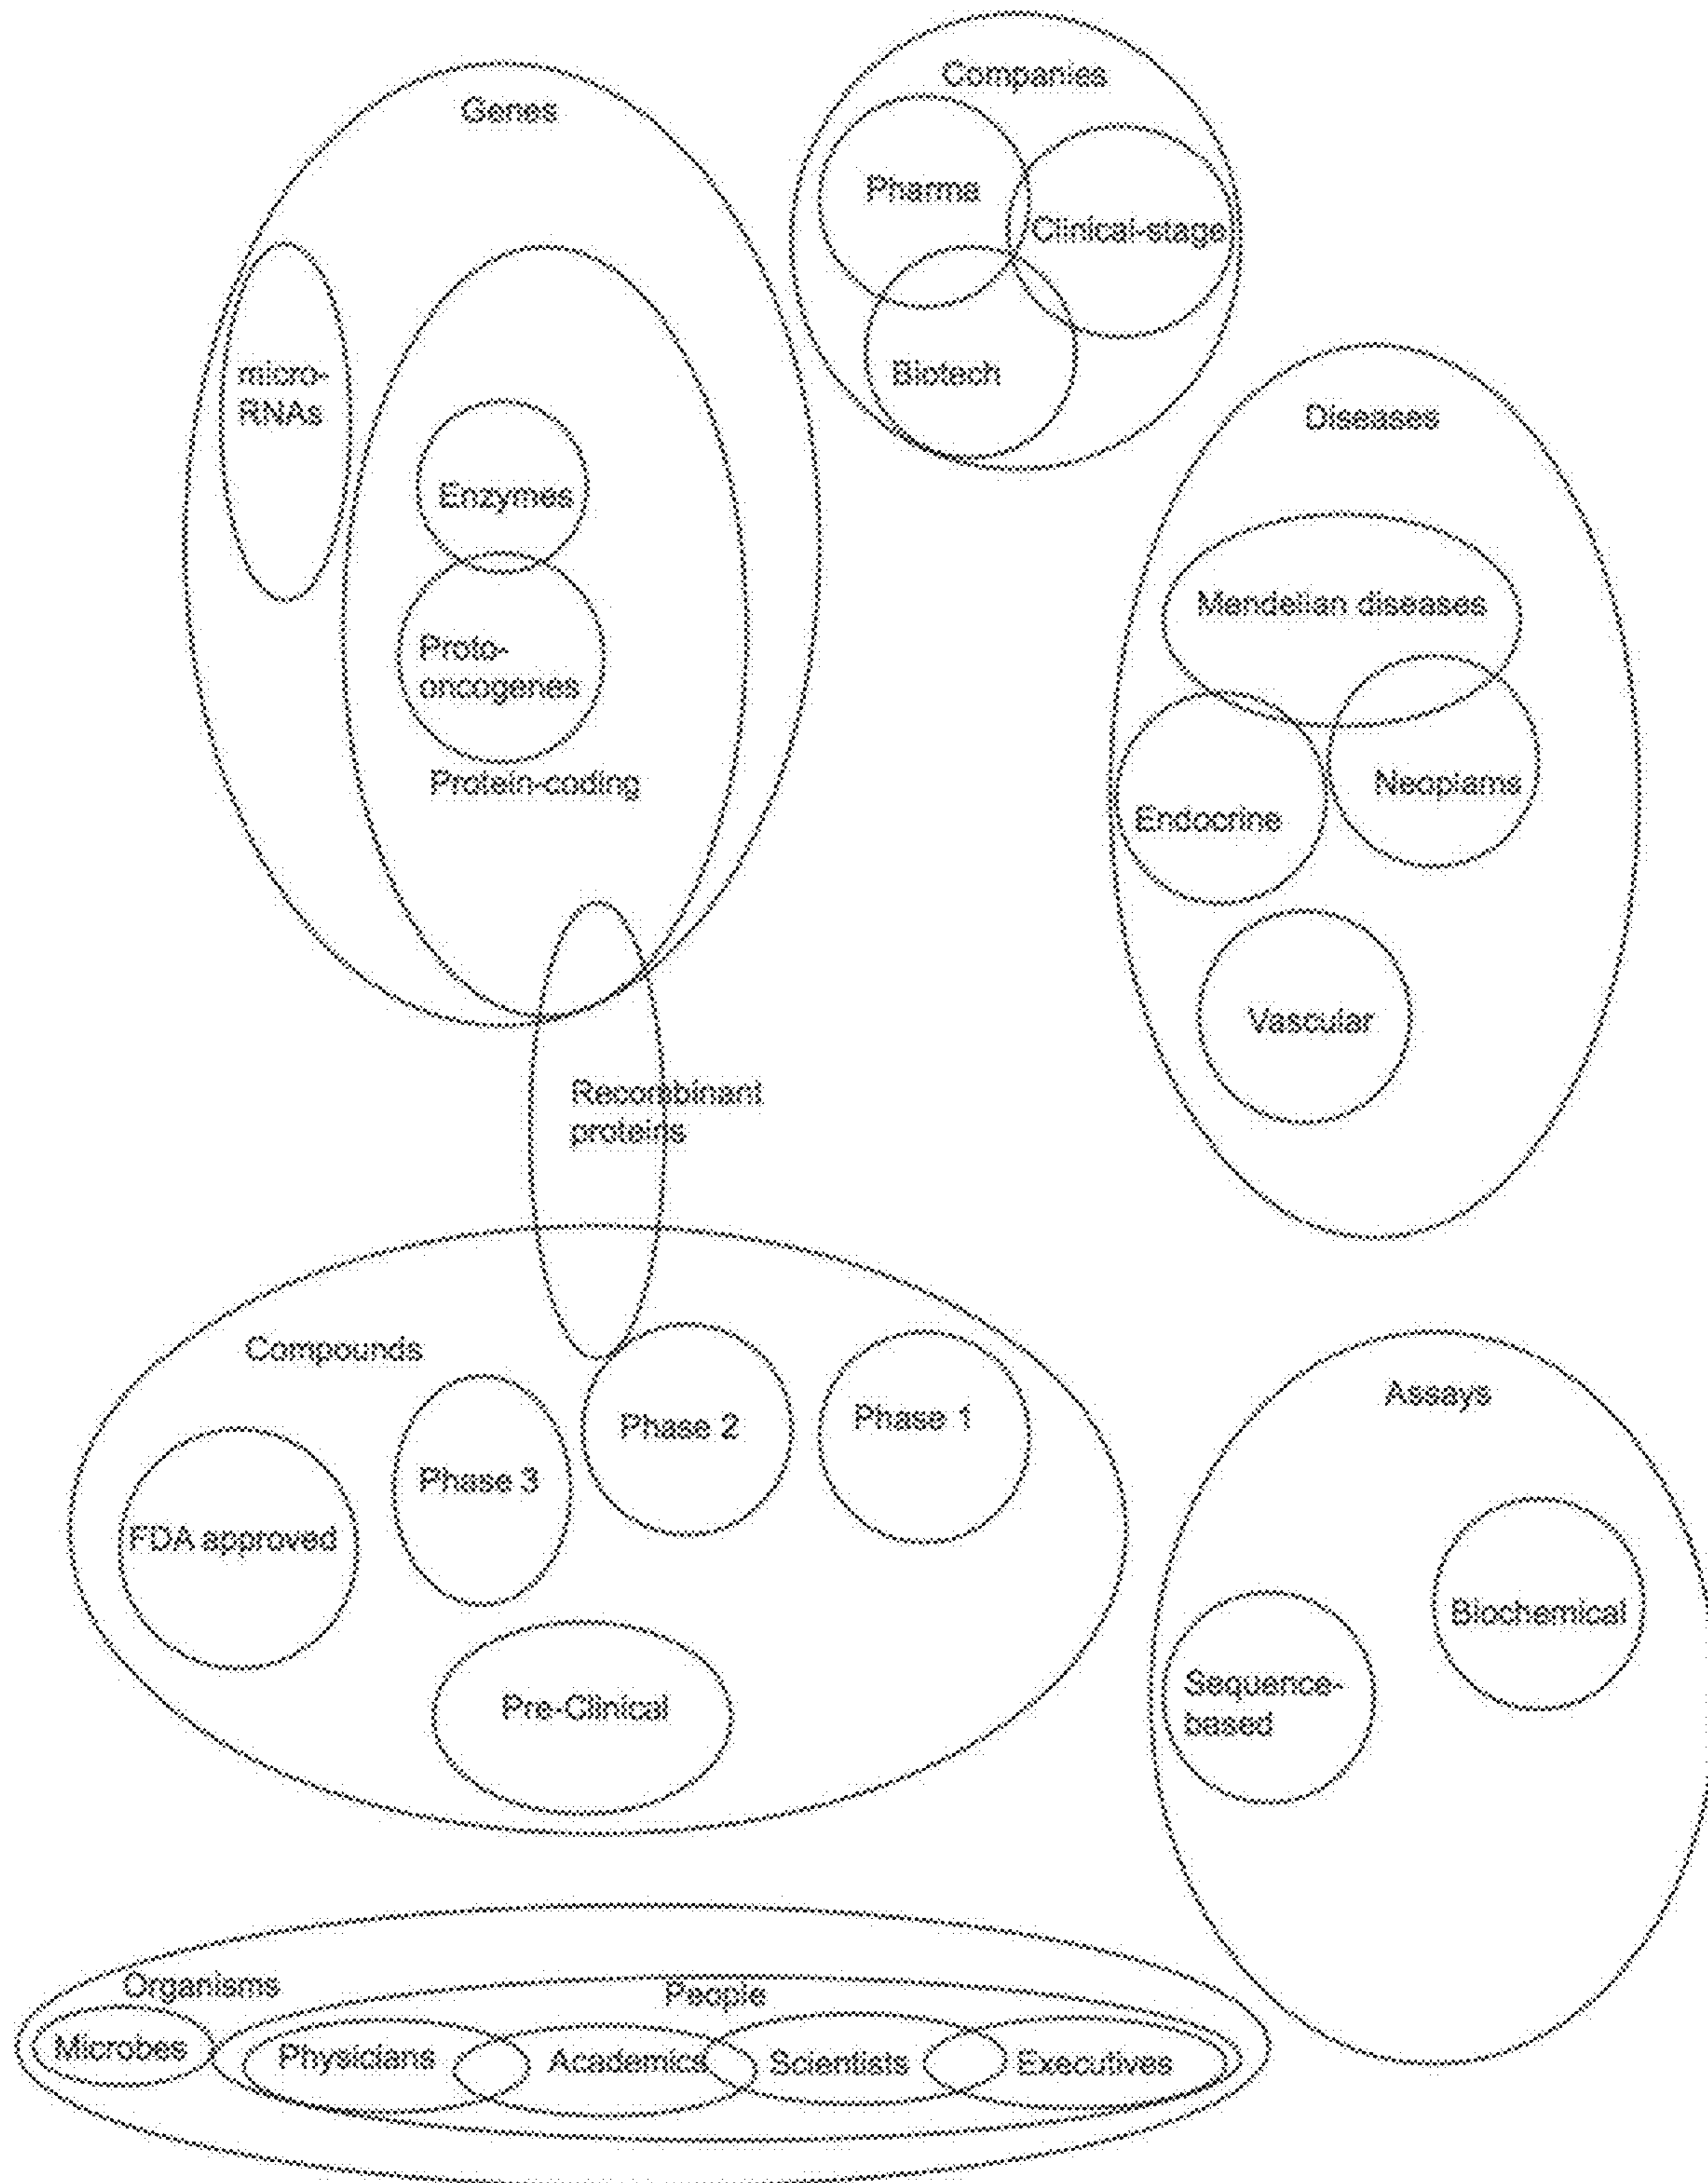 Companies
Genes
Pharma
Clinical-stage
micro-
RNAs
Biotech
Diseases
Enzymes
Mendelian diseases
Proto-
oncogenes
Protein-coding
Neoplams
Endocrine
Vascular
Recombinant
proteins
Compounds
Assays
Phase 2
Phase 1
Phase 3
FDA approved
Biochemical
Pre-Clinical
Sequence-
based
Organisms
People
Microbes
Physicians
Academics
Scientists
Executives